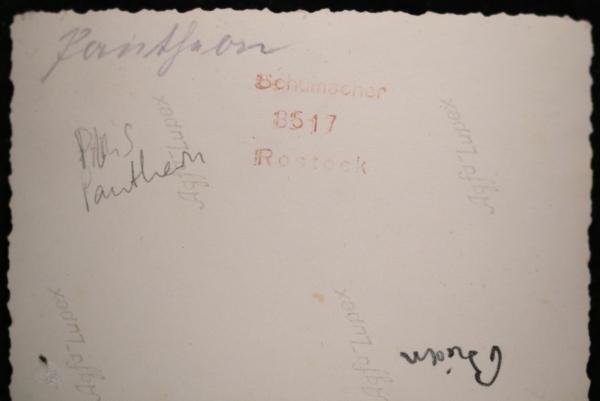 Pantheon
Schumacher
8517
Rostock
Paris
Pantheon
Agfa-Lupex
Agfa-Lupex
Agfa-Lupex
Agfa-Lupex